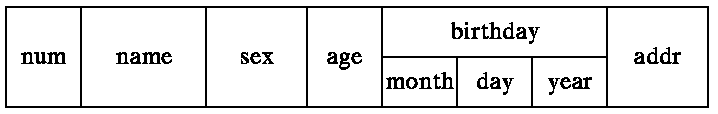 num name sex age birthday addr
month day year